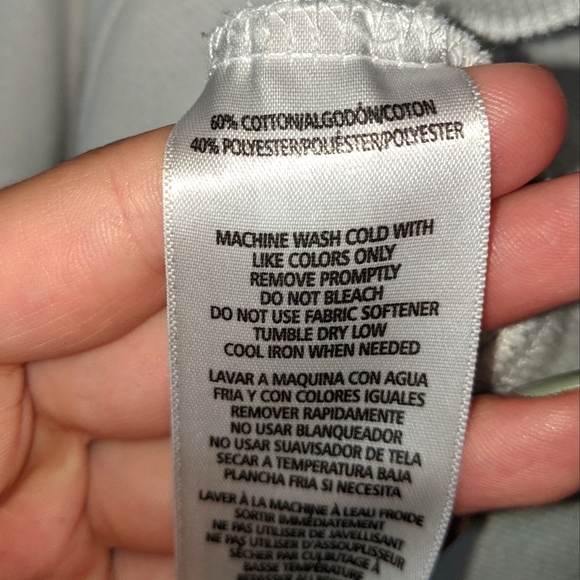 60% COTTON/ALGODÓN/COTON
40% POLYESTER/POLIÉSTER/POLYESTER
MACHINE WASH COLD WITH
LIKE COLORS ONLY
REMOVE PROMPTLY
DO NOT BLEACH
DO NOT USE FABRIC SOFTENER
TUMBLE DRY LOW
COOL IRON WHEN NEEDED
LAVAR A MAQUINA CON AGUA
FRIA Y CON COLORES IGUALES
REMOVER RAPIDAMENTE
NO USAR BLANQUEADOR
NO USAR SUAVISADOR DE TELA
SECAR A TEMPERATURA BAJA
PLANCHA FRIA SI NECESITA
LAVER À LA MACHINE À LEAU FROIDE
SORTIR IMMÉDIATEMENT
NE PAS UTILISER DE JAVELLISANT
NE PAS UTILISER D'ASSOUPLISSEUR
SÉCHER PAR CULBUTAGE À
BASSE TEMPÉRATURE